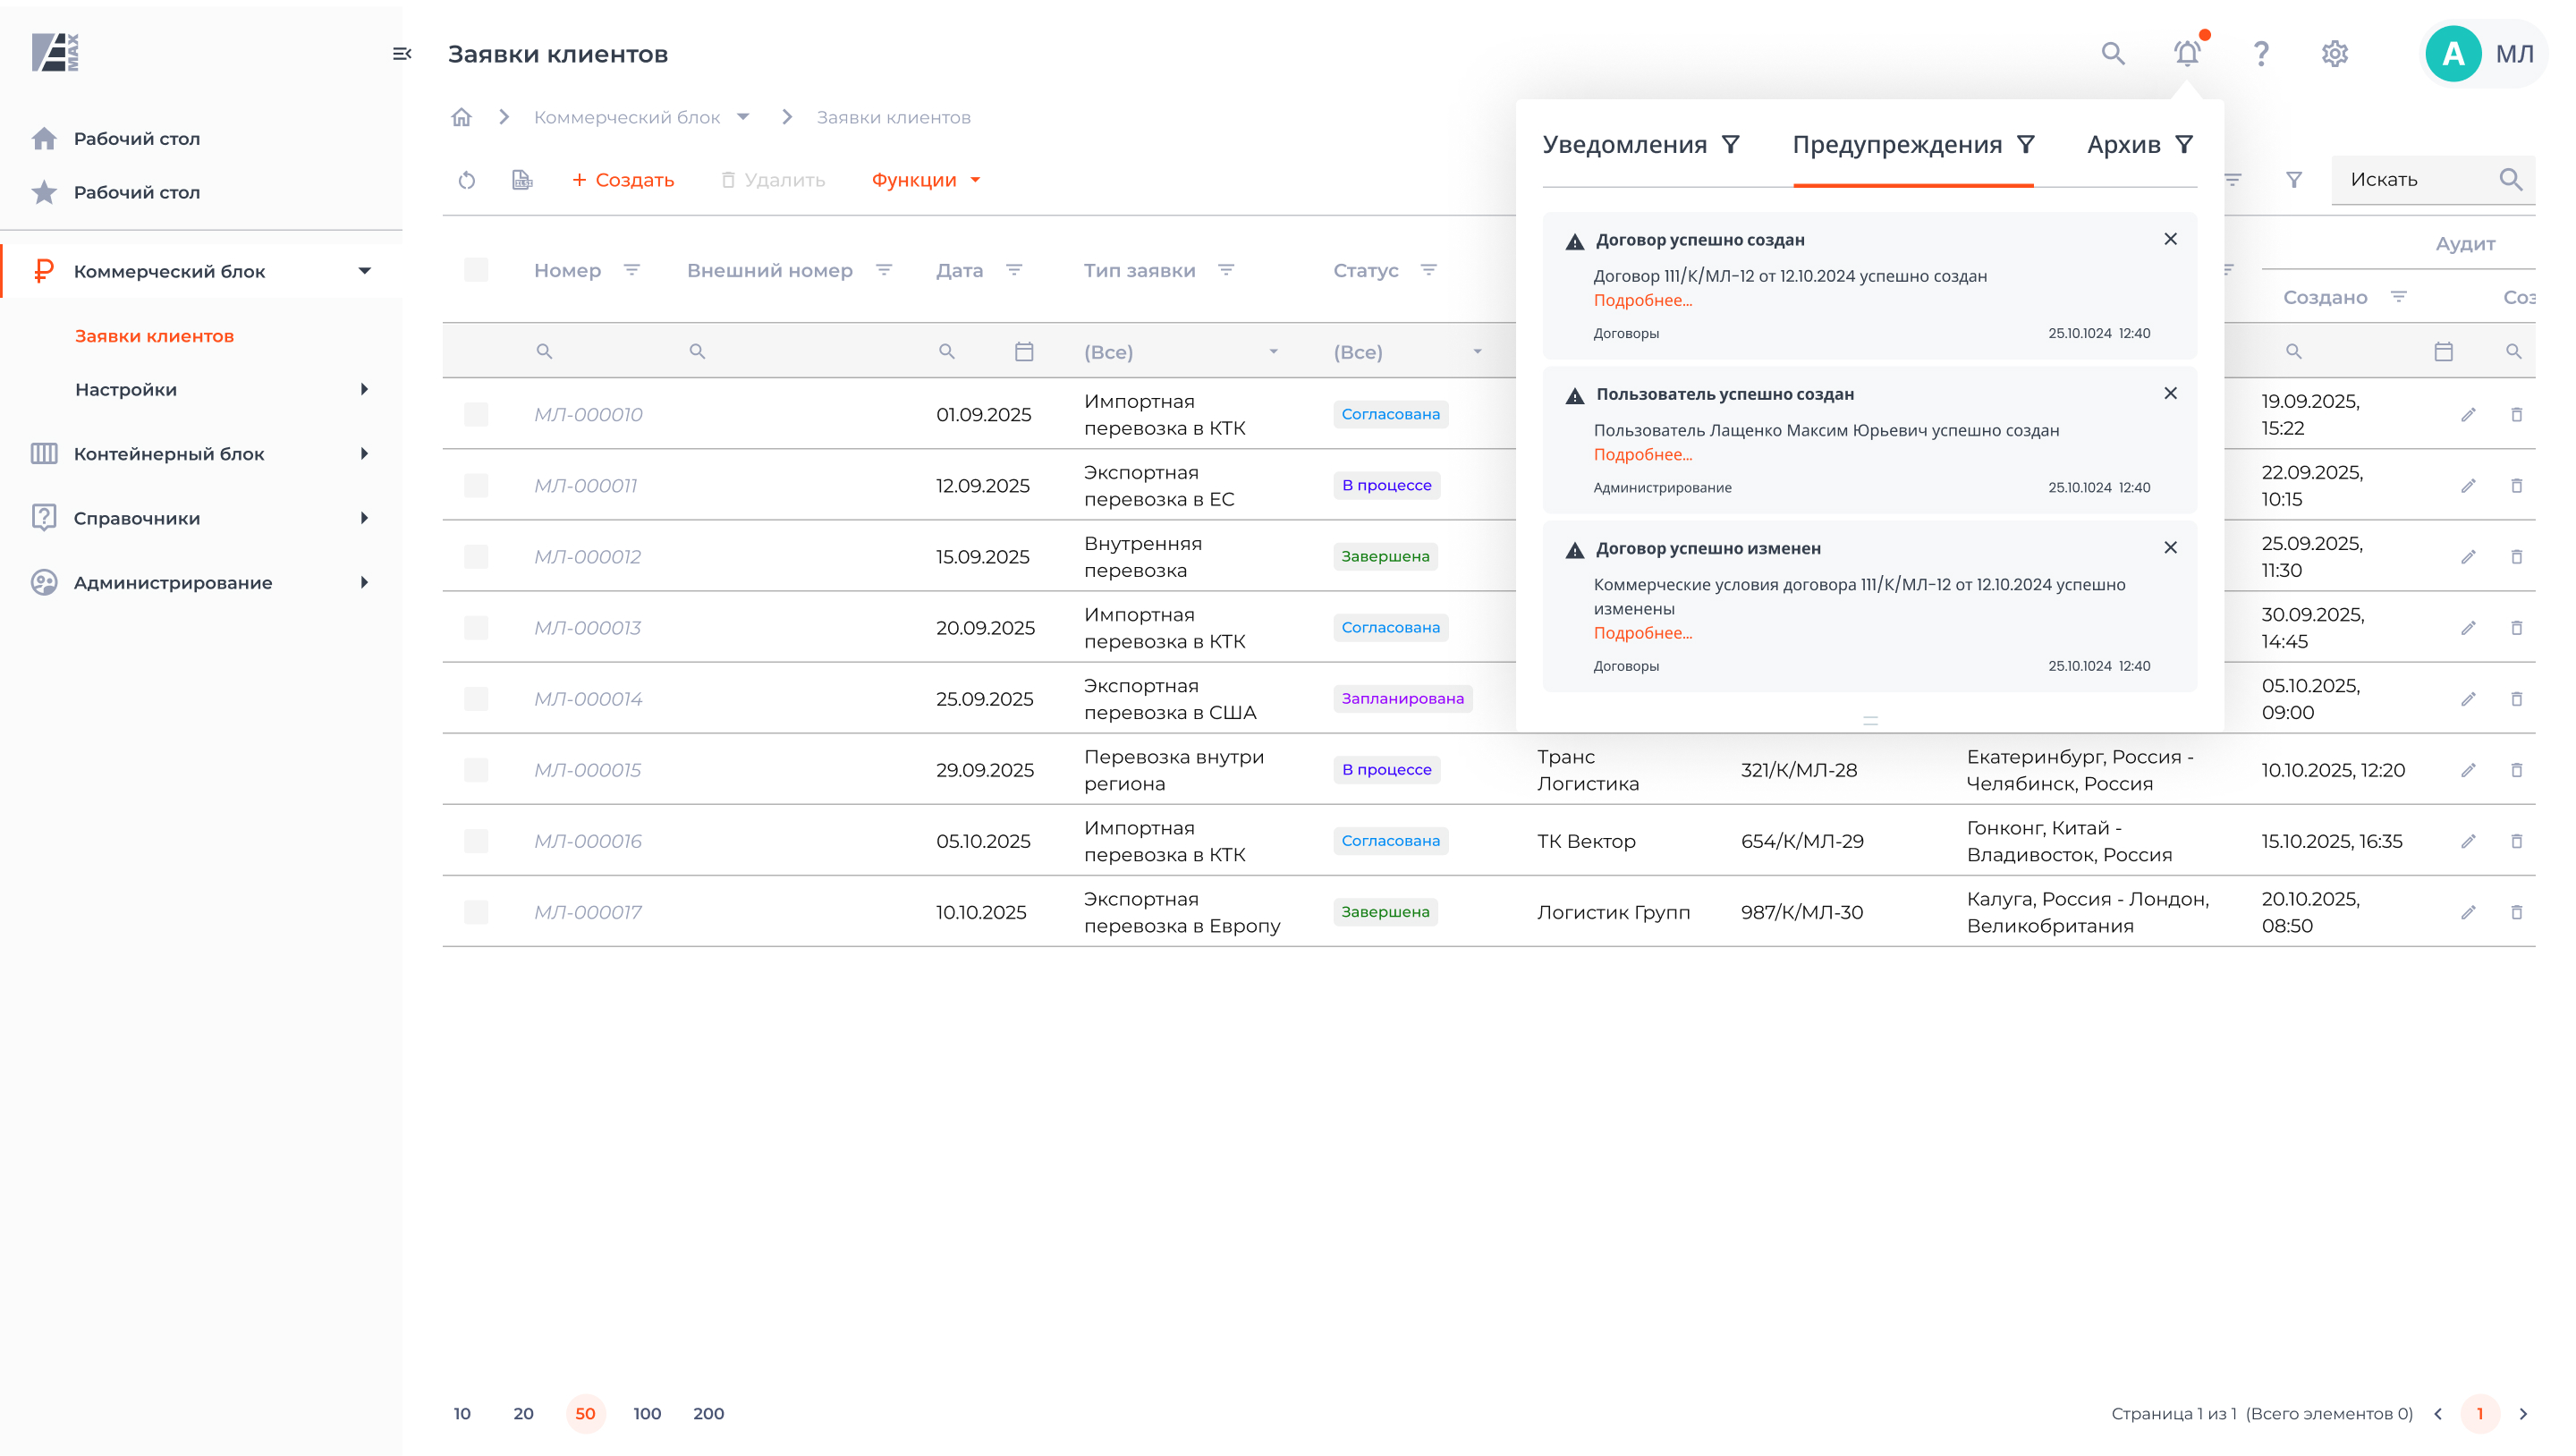 MAX
Рабочий стол
Рабочий стол
Коммерческий блок
Заявки клиентов
Настройки
Контейнерный блок
Справочники
Администрирование
Заявки клиентов
А МЛ
Коммерческий блок Заявки клиентов
+ Создать Удалить Функции
Искать
Уведомления Предупреждения Архив
Договор успешно создан
Договор 111/К/МЛ-12 от 12.10.2024 успешно создан
Подробнее...
Договоры 25.10.1024 12:40
Пользователь успешно создан
Пользователь Лащенко Максим Юрьевич успешно создан
Подробнее...
Администрирование 25.10.1024 12:40
Договор успешно изменен
Коммерческие условия договора 111/К/МЛ-12 от 12.10.2024 успешно
изменены
Подробнее...
Договоры 25.10.1024 12:40
Аудит
Номер Внешний номер Дата Тип заявки Статус Создано Соз
(Все) (Все)
МЛ-000010 01.09.2025 Импортная
перевозка в КТК Согласована 19.09.2025,
15:22
МЛ-000011 12.09.2025 Экспортная
перевозка в ЕС В процессе 22.09.2025,
10:15
МЛ-000012 15.09.2025 Внутренняя
перевозка Завершена 25.09.2025,
11:30
МЛ-000013 20.09.2025 Импортная
перевозка в КТК Согласована 30.09.2025,
14:45
МЛ-000014 25.09.2025 Экспортная
перевозка в США Запланирована 05.10.2025,
09:00
МЛ-000015 29.09.2025 Перевозка внутри
региона В процессе Транс
Логистика 321/К/МЛ-28 Екатеринбург, Россия -
Челябинск, Россия 10.10.2025, 12:20
МЛ-000016 05.10.2025 Импортная
перевозка в КТК Согласована ТК Вектор 654/К/МЛ-29 Гонконг, Китай -
Владивосток, Россия 15.10.2025, 16:35
МЛ-000017 10.10.2025 Экспортная
перевозка в Европу Завершена Логистик Групп 987/К/МЛ-30 Калуга, Россия - Лондон,
Великобритания 20.10.2025,
08:50
10 20 50 100 200
Страница 1 из 1 (Всего элементов 0) 1